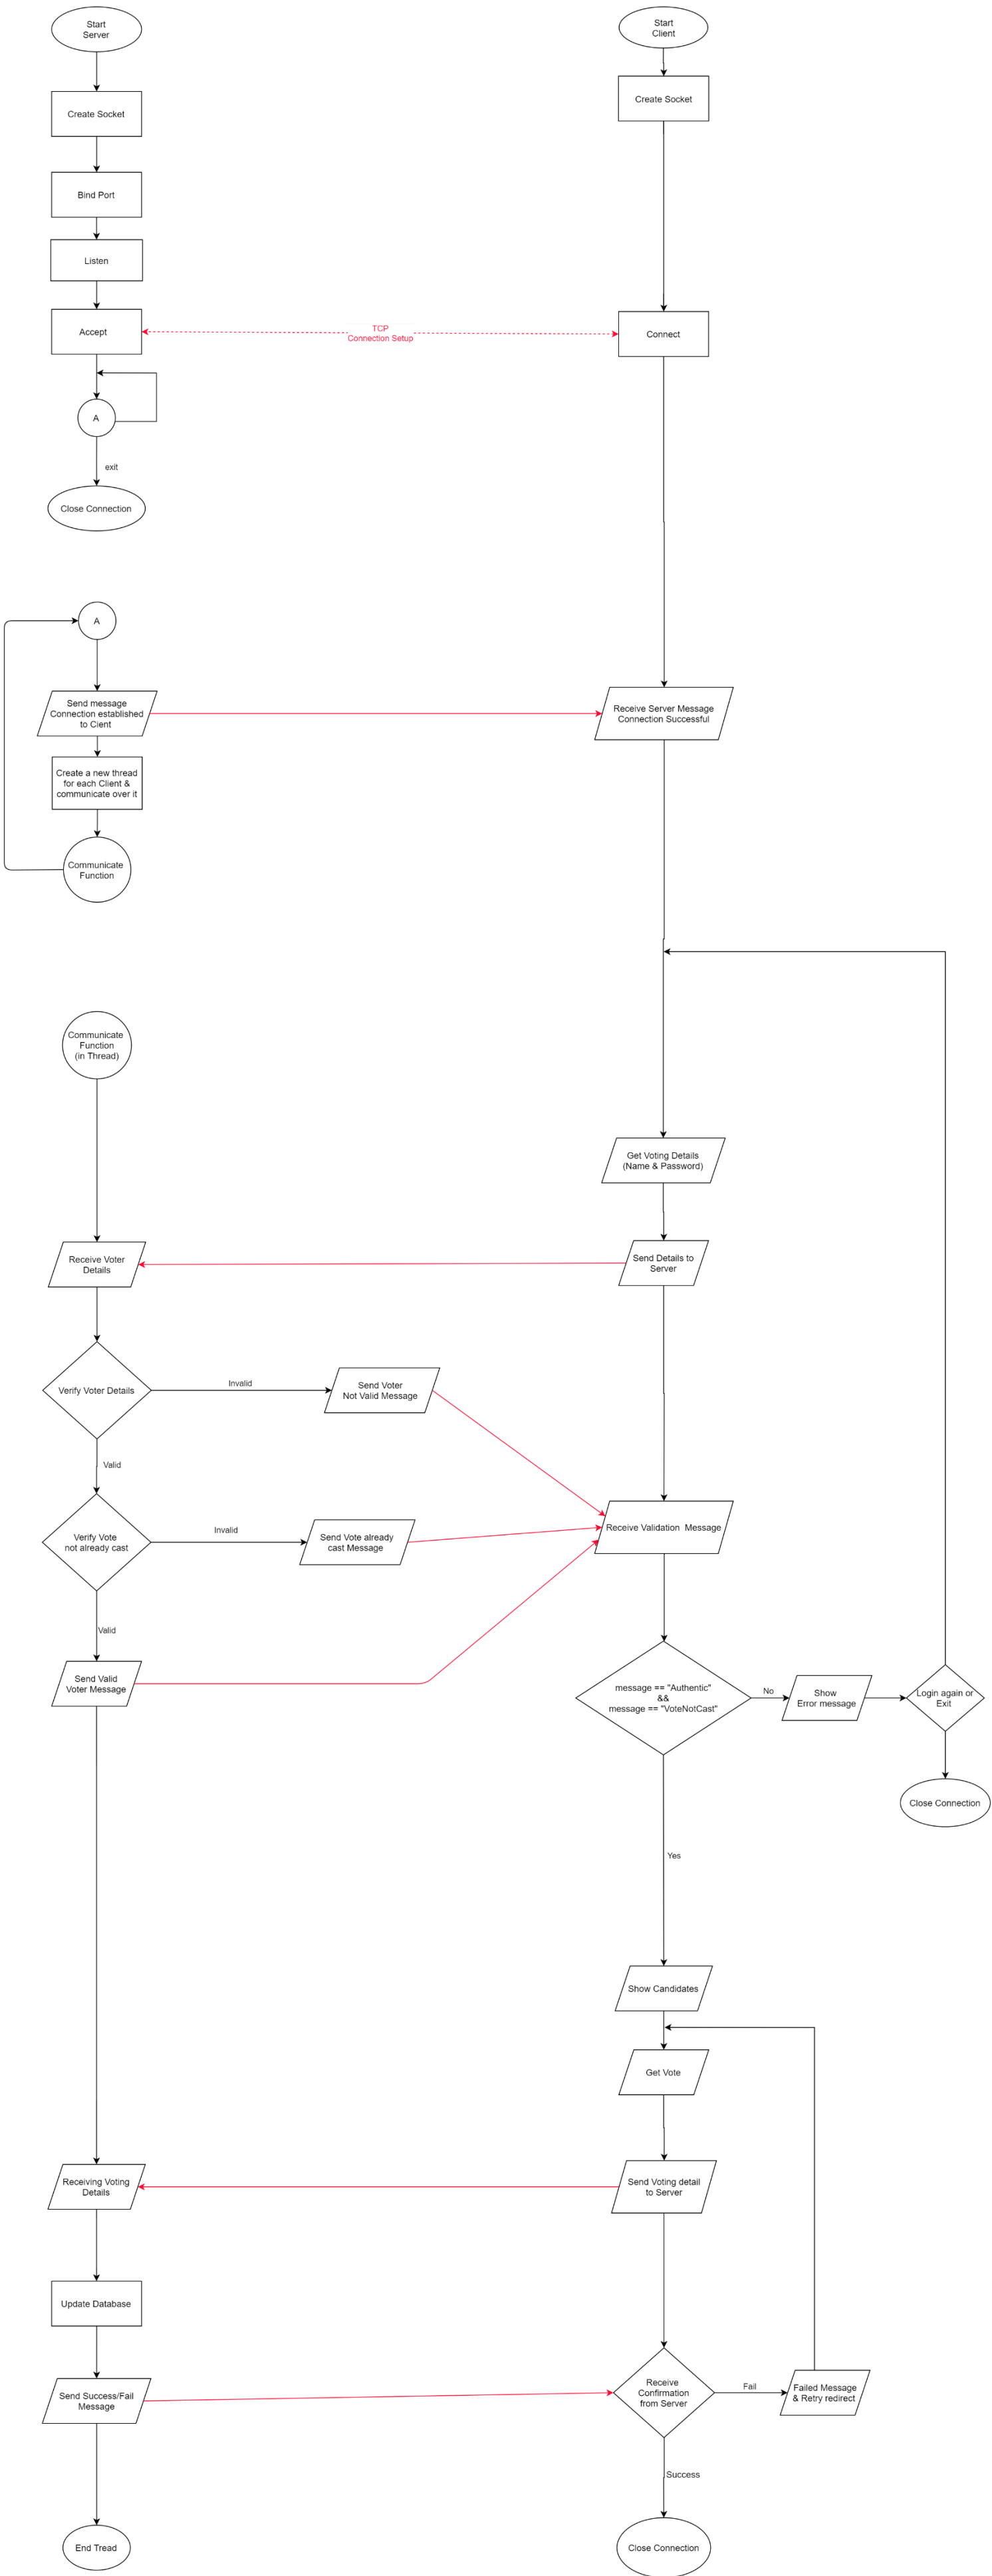 Start
Server
Start
Client
Create Socket
Create Socket
Bind Port
Listen
Accept
TCP
Connection Setup
Connect
A
exit
Close Connection
A
Send message
Connection established
to Cient
Receive Server Message
Connection Successful
Create a new thread
for each Client &
communicate over it
Communicate
Function
Communicate
Function
(in Thread)
Get Voting Details
(Name & Password)
Receive Voter
Details
Send Details to
Server
Verify Voter Details
Invalid
Send Voter
Not Valid Message
Valid
Verify Vote
not already cast
Invalid
Send Vote already
cast Message
Receive Validation Message
Valid
Send Valid
Voter Message
message == "Authentic"
&&
message == "VoteNotCast"
No
Show
Error message
Login again or
Exit
Close Connection
Yes
Show Candidates
Get Vote
Receiving Voting
Details
Send Voting detail
to Server
Update Database
Send Success/Fail
Message
Receive
Confirmation
from Server
Fail
Failed Message
& Retry redirect
Success
End Tread
Close Connection